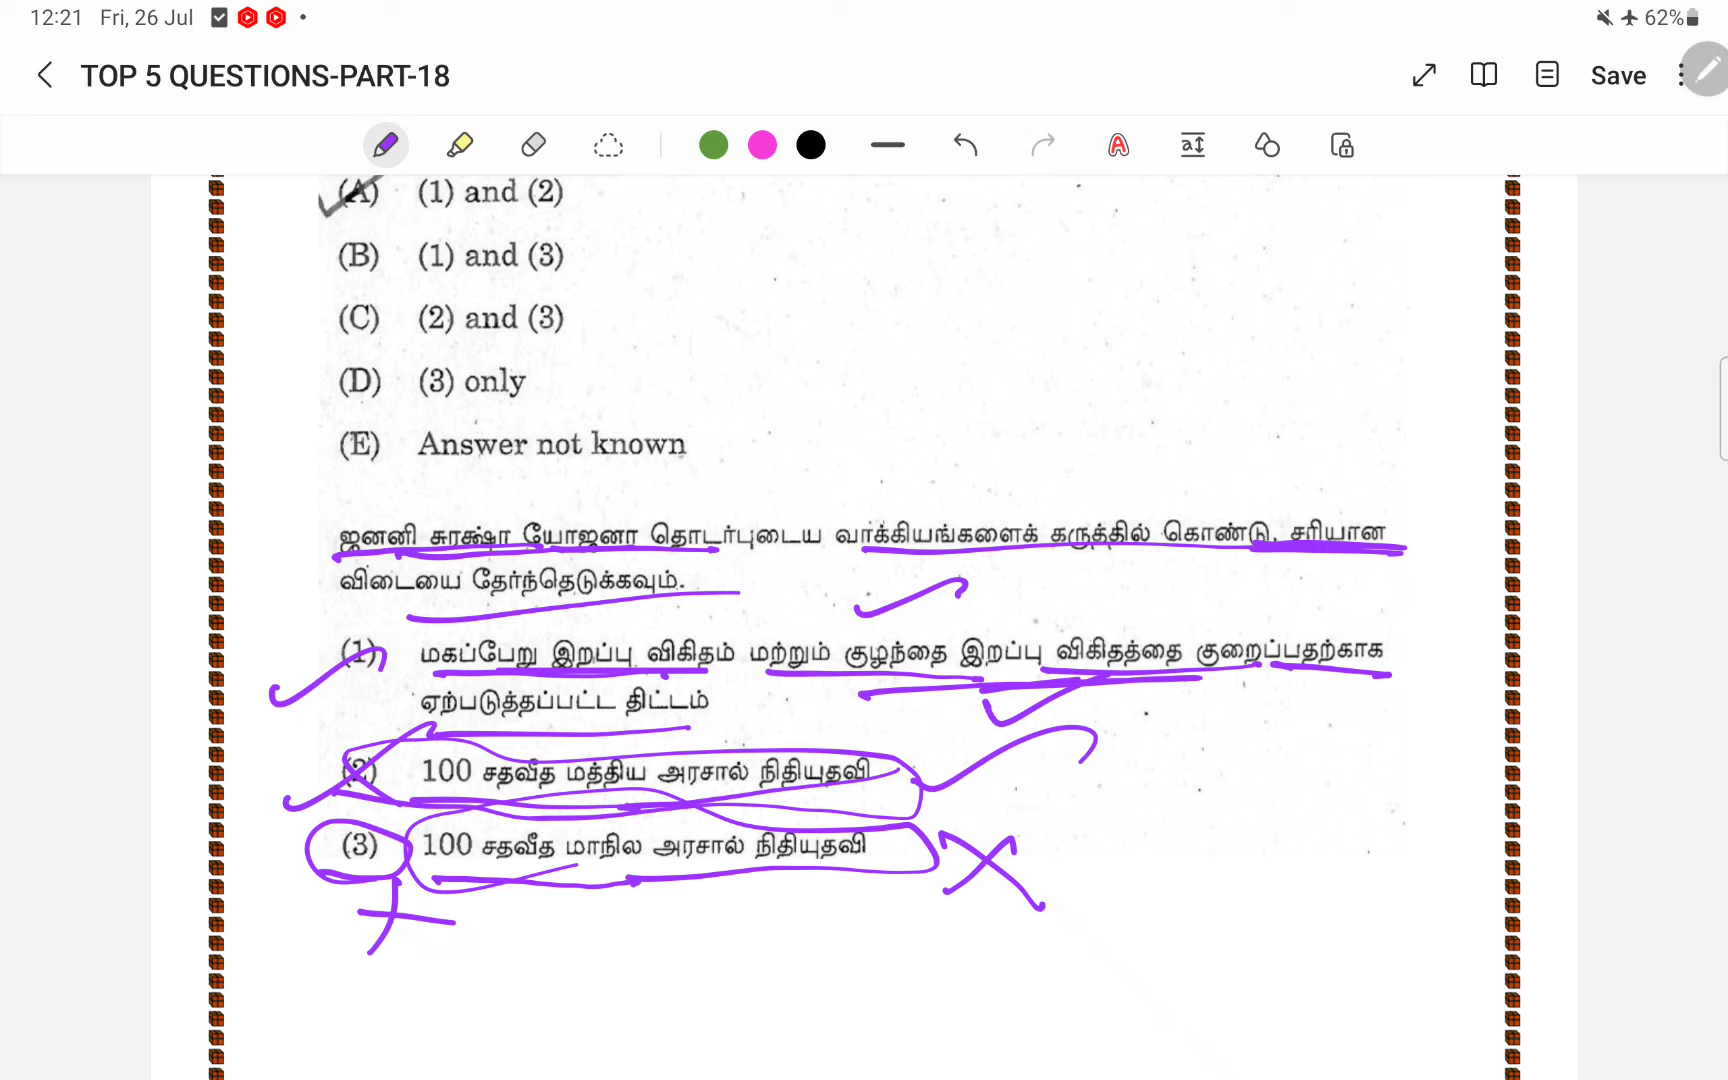 12:21 Fri, 26 Jul
62%
TOP 5 QUESTIONS-PART-18
Save
(A) (1) and (2)
(B) (1) and (3)
(C) (2) and (3)
(D) (3) only
(E) Answer not known
ஜனனி சுரக்ஷா யோஜனா தொடர்புடைய வாக்கியங்களைக் கருத்தில் கொண்டு, சரியான
விடையை தேர்ந்தெடுக்கவும்.
(1) மகப்பேறு இறப்பு விகிதம் மற்றும் குழந்தை இறப்பு விகிதத்தை குறைப்பதற்காக
ஏற்படுத்தப்பட்ட திட்டம்
(2) 100 சதவீத மத்திய அரசால் நிதியுதவி
(3) 100 சதவீத மாநில அரசால் நிதியுதவி